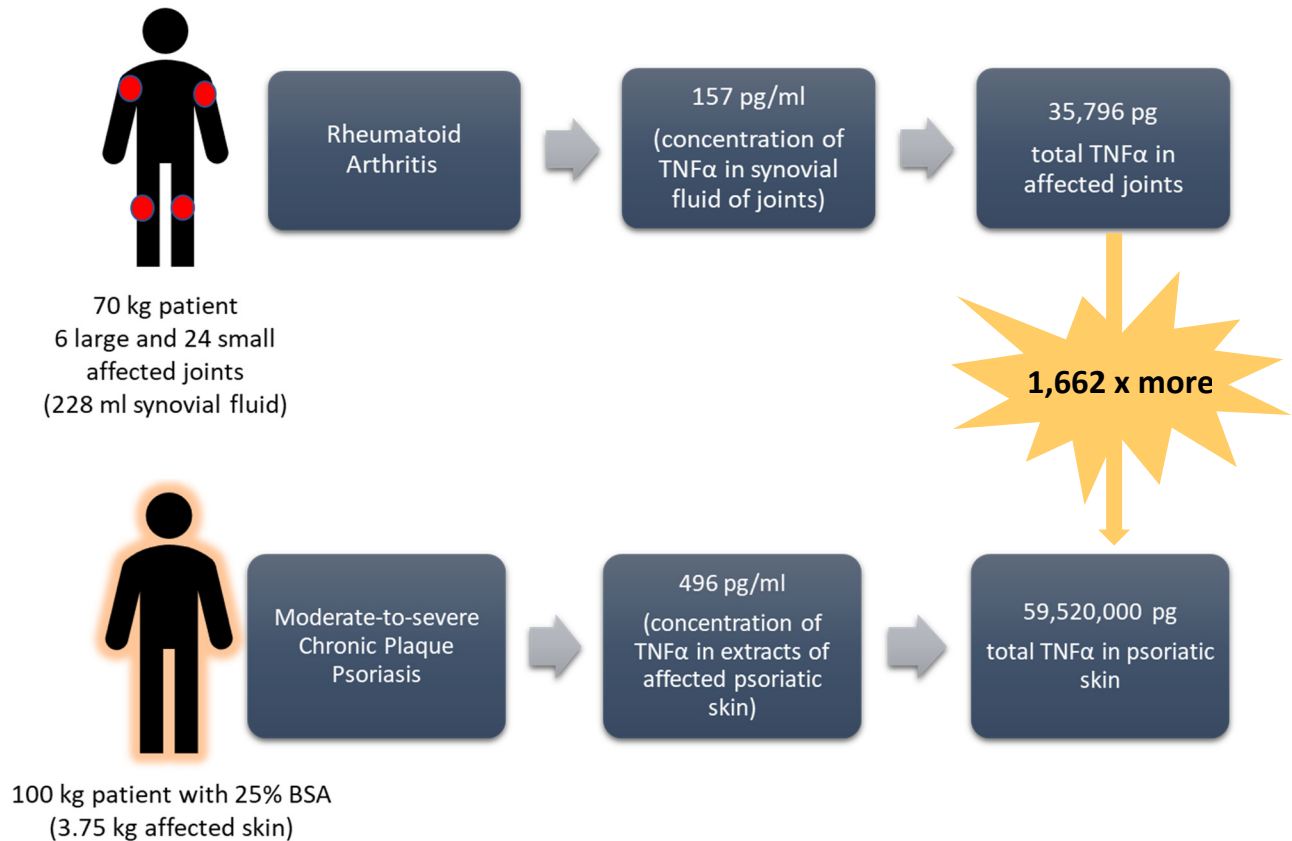 Rheumatoid
Arthritis
157 pg/ml
(concentration of
TNFα in synovial
fluid of joints)
35,796 pg
total TNFα in
affected joints
70 kg patient
6 large and 24 small
affected joints
(228 ml synovial fluid)
1,662 x more
Moderate-to-severe
Chronic Plaque
Psoriasis
496 pg/ml
(concentration of
TNFα in extracts of
affected psoriatic
skin)
59,520,000 pg
total TNFα in psoriatic
skin
100 kg patient with 25% BSA
(3.75 kg affected skin)